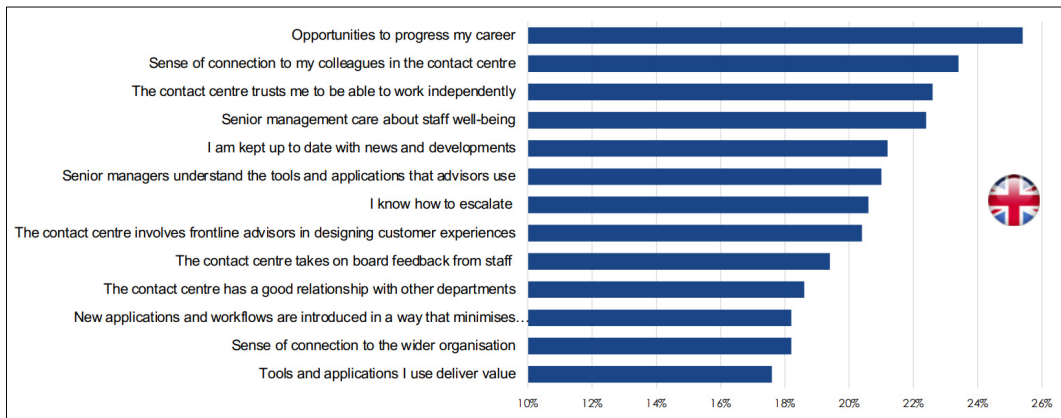 Opportunities to progress my career
Sense of connection to my colleagues in the contact centre
The contact centre trusts me to be able to work independently
Senior management care about staff well-being
I am kept up to date with news and developments
Senior managers understand the tools and applications that advisors use
I know how to escalate
The contact centre involves frontline advisors in designing customer experiences
The contact centre takes on board feedback from staff
The contact centre has a good relationship with other departments
New applications and workflows are introduced in a way that minimises…
Sense of connection to the wider organisation
Tools and applications I use deliver value
10% 12% 14% 16% 18% 20% 22% 24% 26%